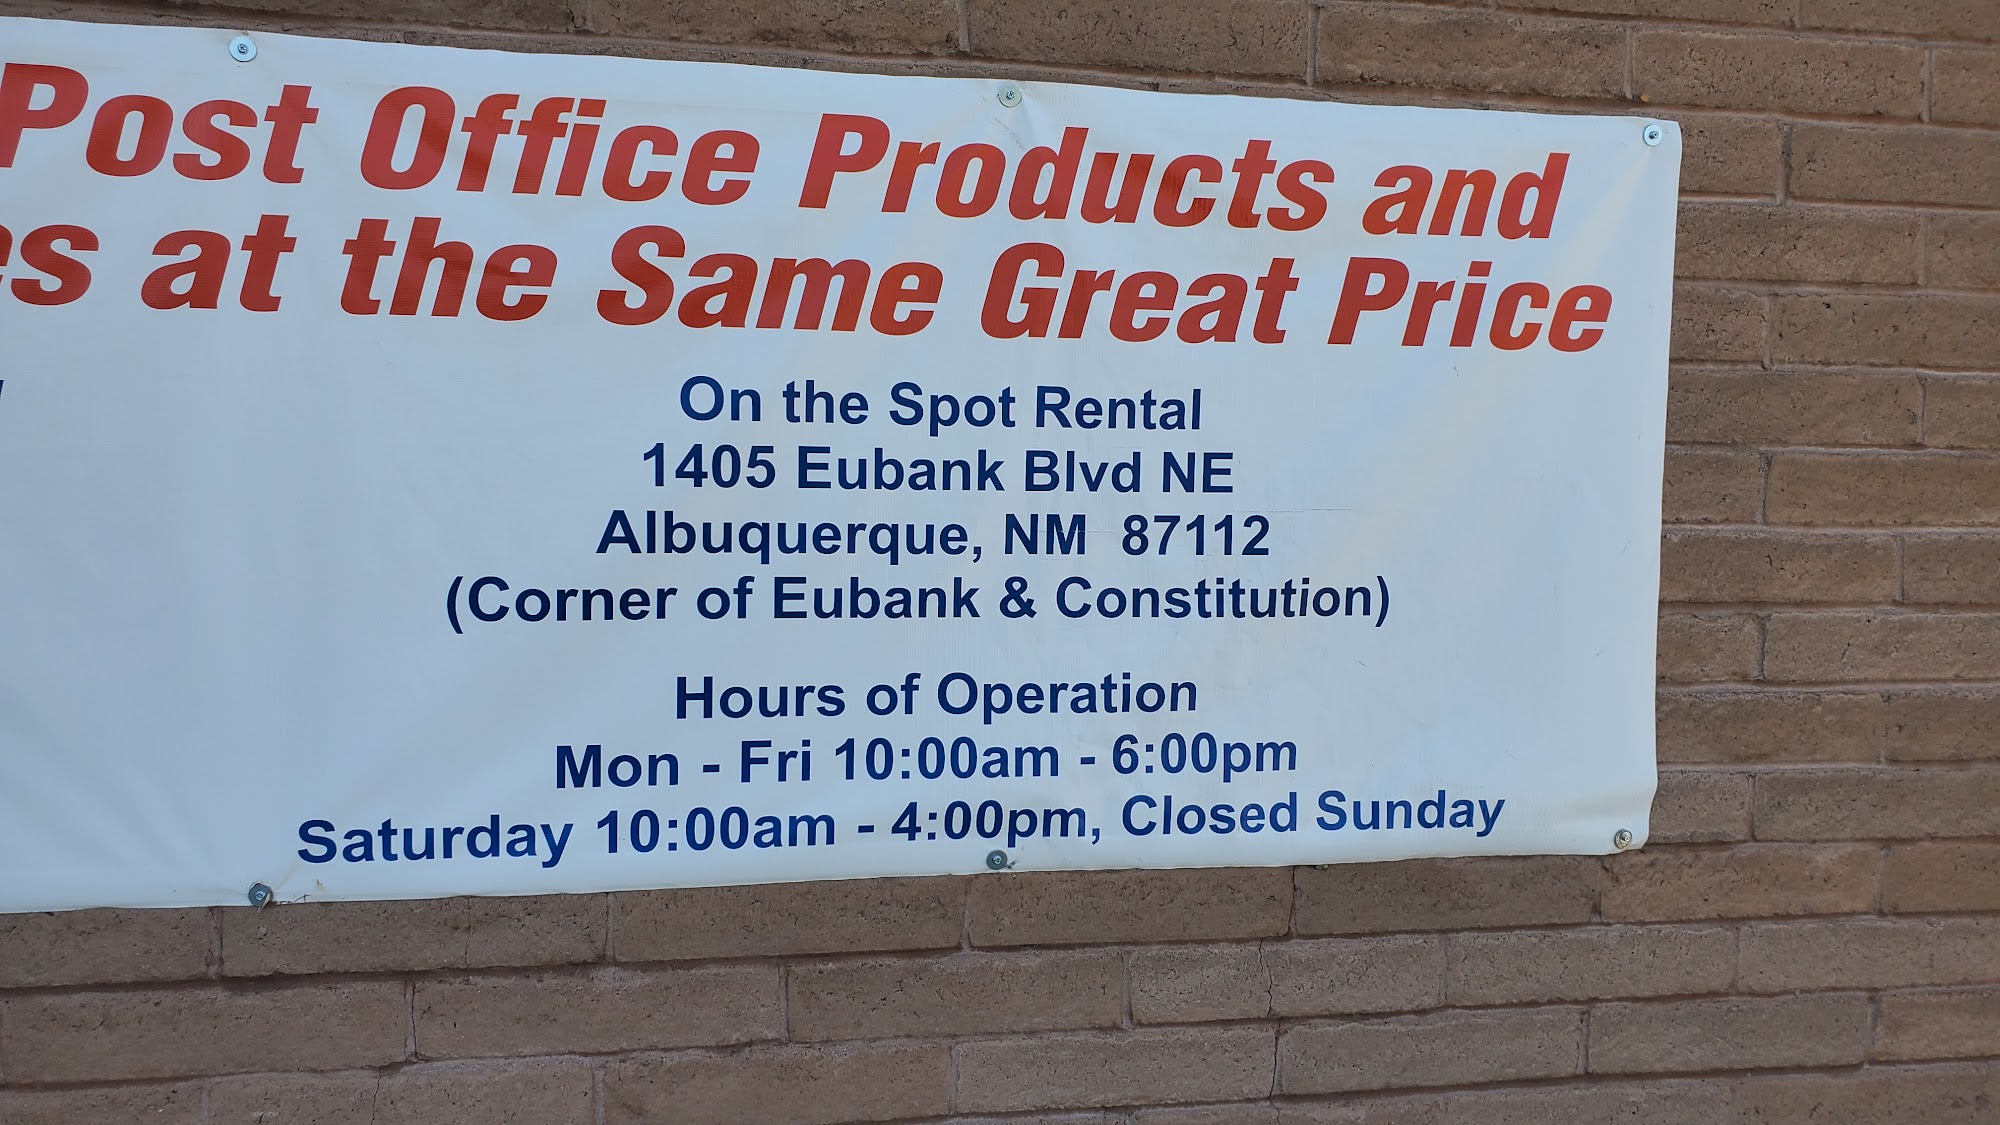 Post Office Products and
es at the Same Great Price
On the Spot Rental
1405 Eubank Blvd NE
Albuquerque, NM 87112
(Corner of Eubank & Constitution)
Hours of Operation
Mon - Fri 10:00am - 6:00pm
Saturday 10:00am - 4:00pm, Closed Sunday